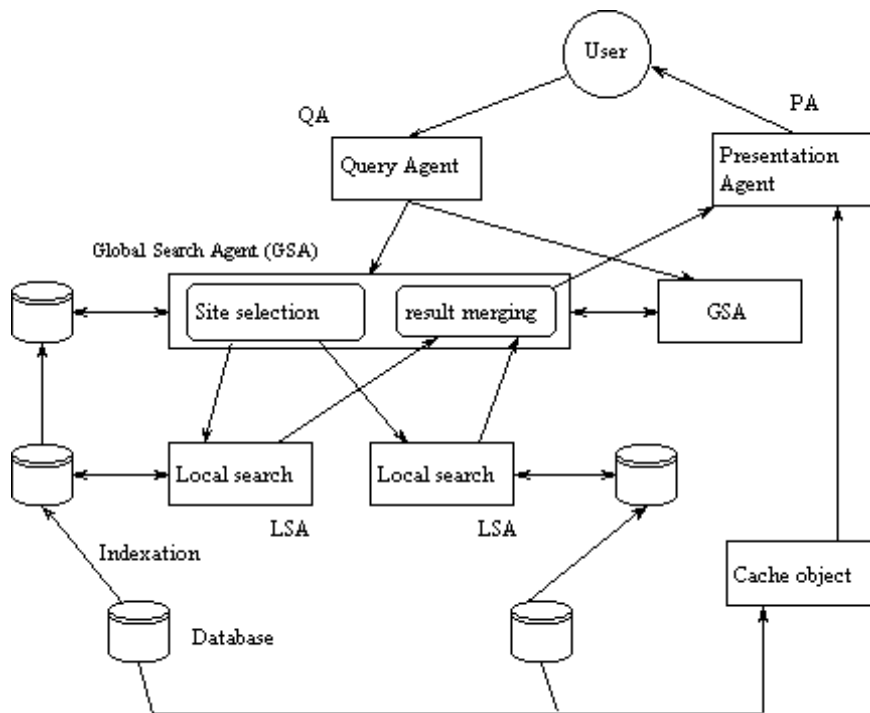 User
QA
PA
Query Agent
Presentation
Agent
Global Search Agent (GSA)
Site selection
result merging
GSA
Local search
Local search
LSA
LSA
Indexation
Cache object
Database